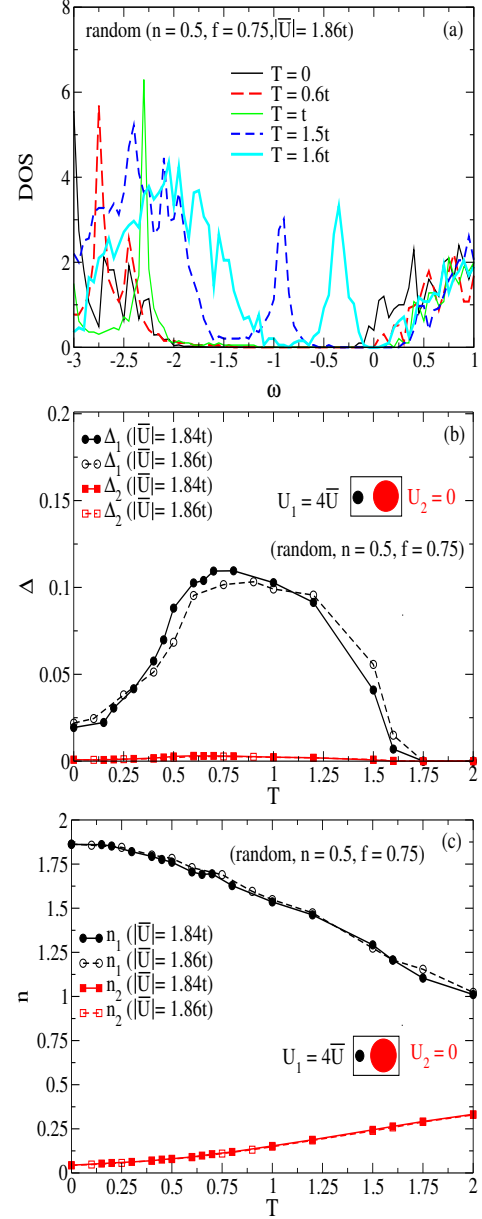 random (n = 0.5, f = 0.75,|U̅|= 1.86t) (a)
T = 0
T = 0.6t
T = t
T = 1.5t
T = 1.6t
DOS
8
6
4
2
0
-3 -2.5 -2 -1.5 -1 -0.5 0 0.5 1
ω
(b)
Δ₁ (|U̅|= 1.84t)
Δ₁ (|U̅|= 1.86t)
Δ₂ (|U̅|= 1.84t)
Δ₂ (|U̅|= 1.86t)
U₁ = 4U̅ U₂ = 0
(random, n = 0.5, f = 0.75)
Δ
0.2
0.15
0.1
0.05
0
0 0.25 0.5 0.75 1 1.25 1.5 1.75 2
T
(c)
(random, n = 0.5, f = 0.75)
n₁ (|U̅|= 1.84t)
n₁ (|U̅|= 1.86t)
n₂ (|U̅|= 1.84t)
n₂ (|U̅|= 1.86t)
U₁ = 4U̅ U₂ = 0
n
2
1.75
1.5
1.25
1
0.75
0.5
0.25
0
0 0.25 0.5 0.75 1 1.25 1.5 1.75 2
T